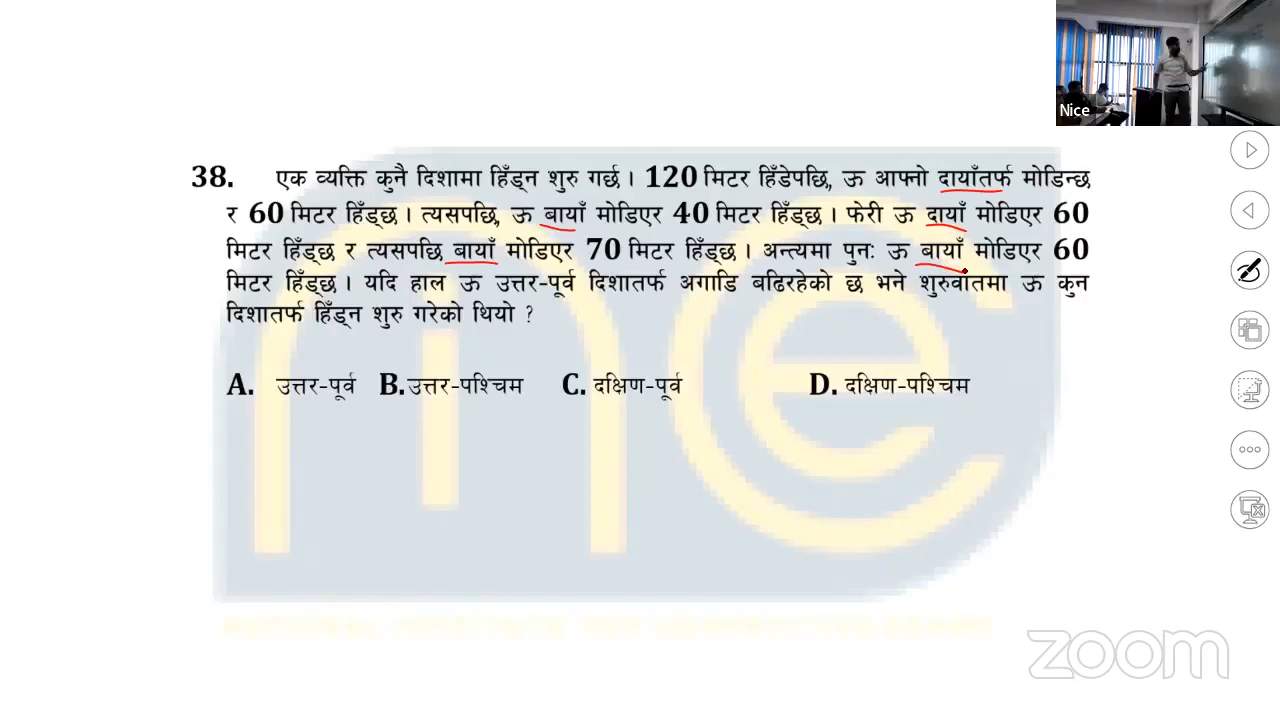 Nice
38. एक व्यक्ति कुनै दिशामा हिँड्न शुरु गर्छ । 120 मिटर हिँडेपछि, ऊ आफ्नो दायाँतर्फ मोडिन्छ
र 60 मिटर हिँड्छ । त्यसपछि, ऊ बायाँ मोडिएर 40 मिटर हिँड्छ । फेरी ऊ दायाँ मोडिएर 60
मिटर हिँड्छ र त्यसपछि बायाँ मोडिएर 70 मिटर हिँड्छ । अन्त्यमा पुनः ऊ बायाँ मोडिएर 60
मिटर हिँड्छ । यदि हाल ऊ उत्तर-पूर्व दिशातर्फ अगाडि बढिरहेको छ भने शुरुवातमा ऊ कुन
दिशातर्फ हिँड्न शुरु गरेको थियो ?
A. उत्तर-पूर्व B. उत्तर-पश्चिम C. दक्षिण-पूर्व D. दक्षिण-पश्चिम
nine
zoom